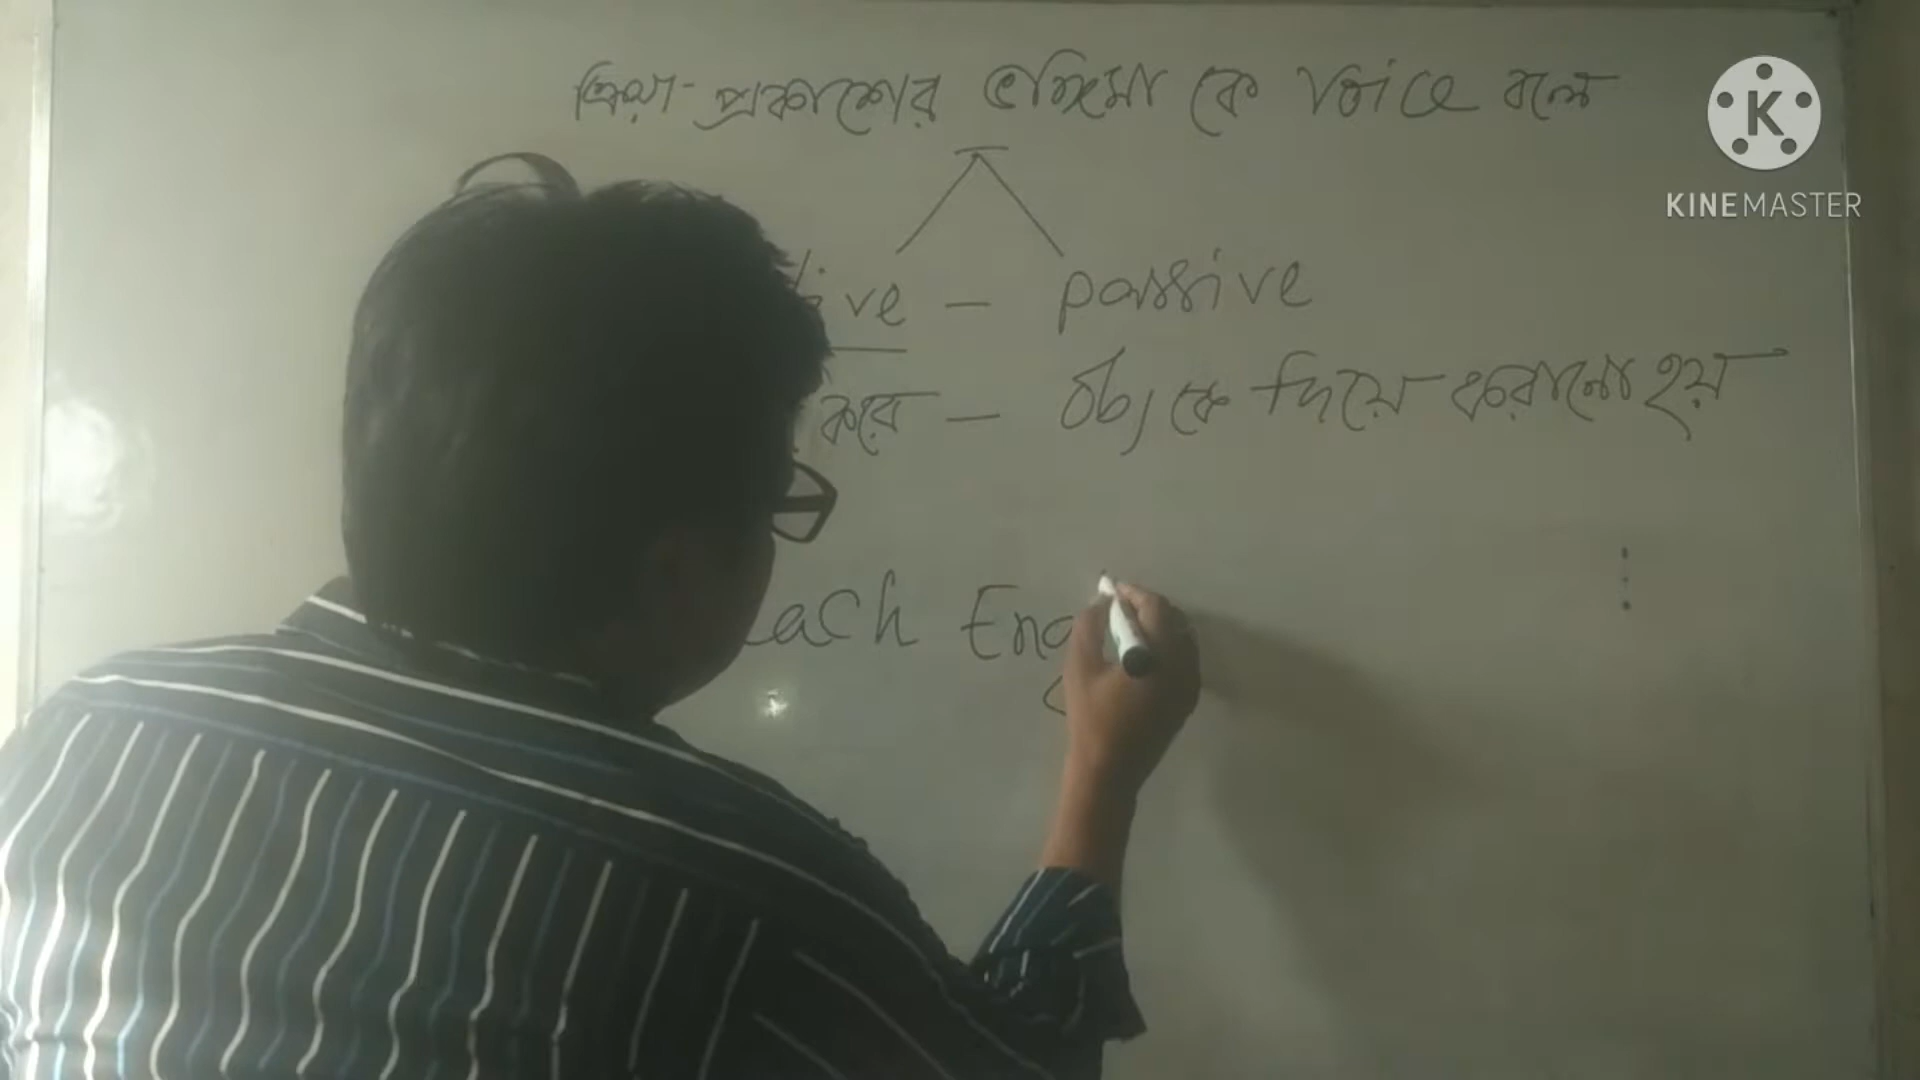 ক্রিয়া প্রকাশের ভঙ্গিমা কে Voice বলে
KINEMASTER
ive — passive
করে — Obj কে দিয়ে করানো হয়
each Eng